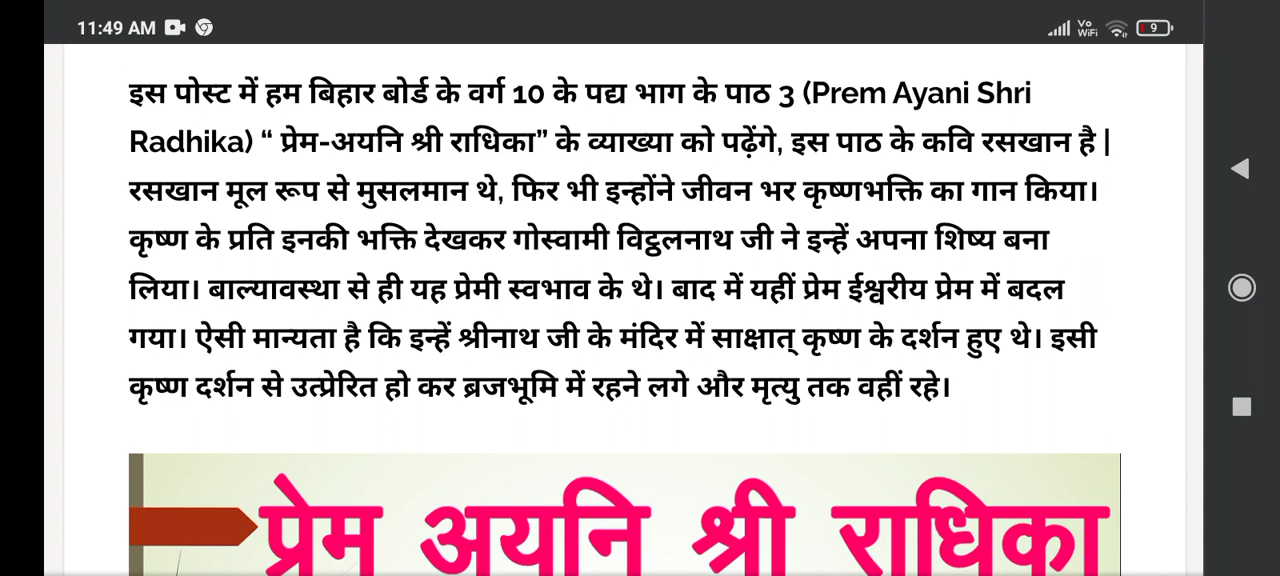 11:49 AM
Vo
WiFi
9
इस पोस्ट में हम बिहार बोर्ड के वर्ग 10 के पद्य भाग के पाठ 3 (Prem Ayani Shri
Radhika) “ प्रेम-अयनि श्री राधिका” के व्याख्या को पढ़ेंगे, इस पाठ के कवि रसखान है |
रसखान मूल रूप से मुसलमान थे, फिर भी इन्होंने जीवन भर कृष्णभक्ति का गान किया।
कृष्ण के प्रति इनकी भक्ति देखकर गोस्वामी विट्ठलनाथ जी ने इन्हें अपना शिष्य बना
लिया। बाल्यावस्था से ही यह प्रेमी स्वभाव के थे। बाद में यहीं प्रेम ईश्वरीय प्रेम में बदल
गया। ऐसी मान्यता है कि इन्हें श्रीनाथ जी के मंदिर में साक्षात् कृष्ण के दर्शन हुए थे। इसी
कृष्ण दर्शन से उत्प्रेरित हो कर ब्रजभूमि में रहने लगे और मृत्यु तक वहीं रहे।
प्रेम अयनि श्री राधिका